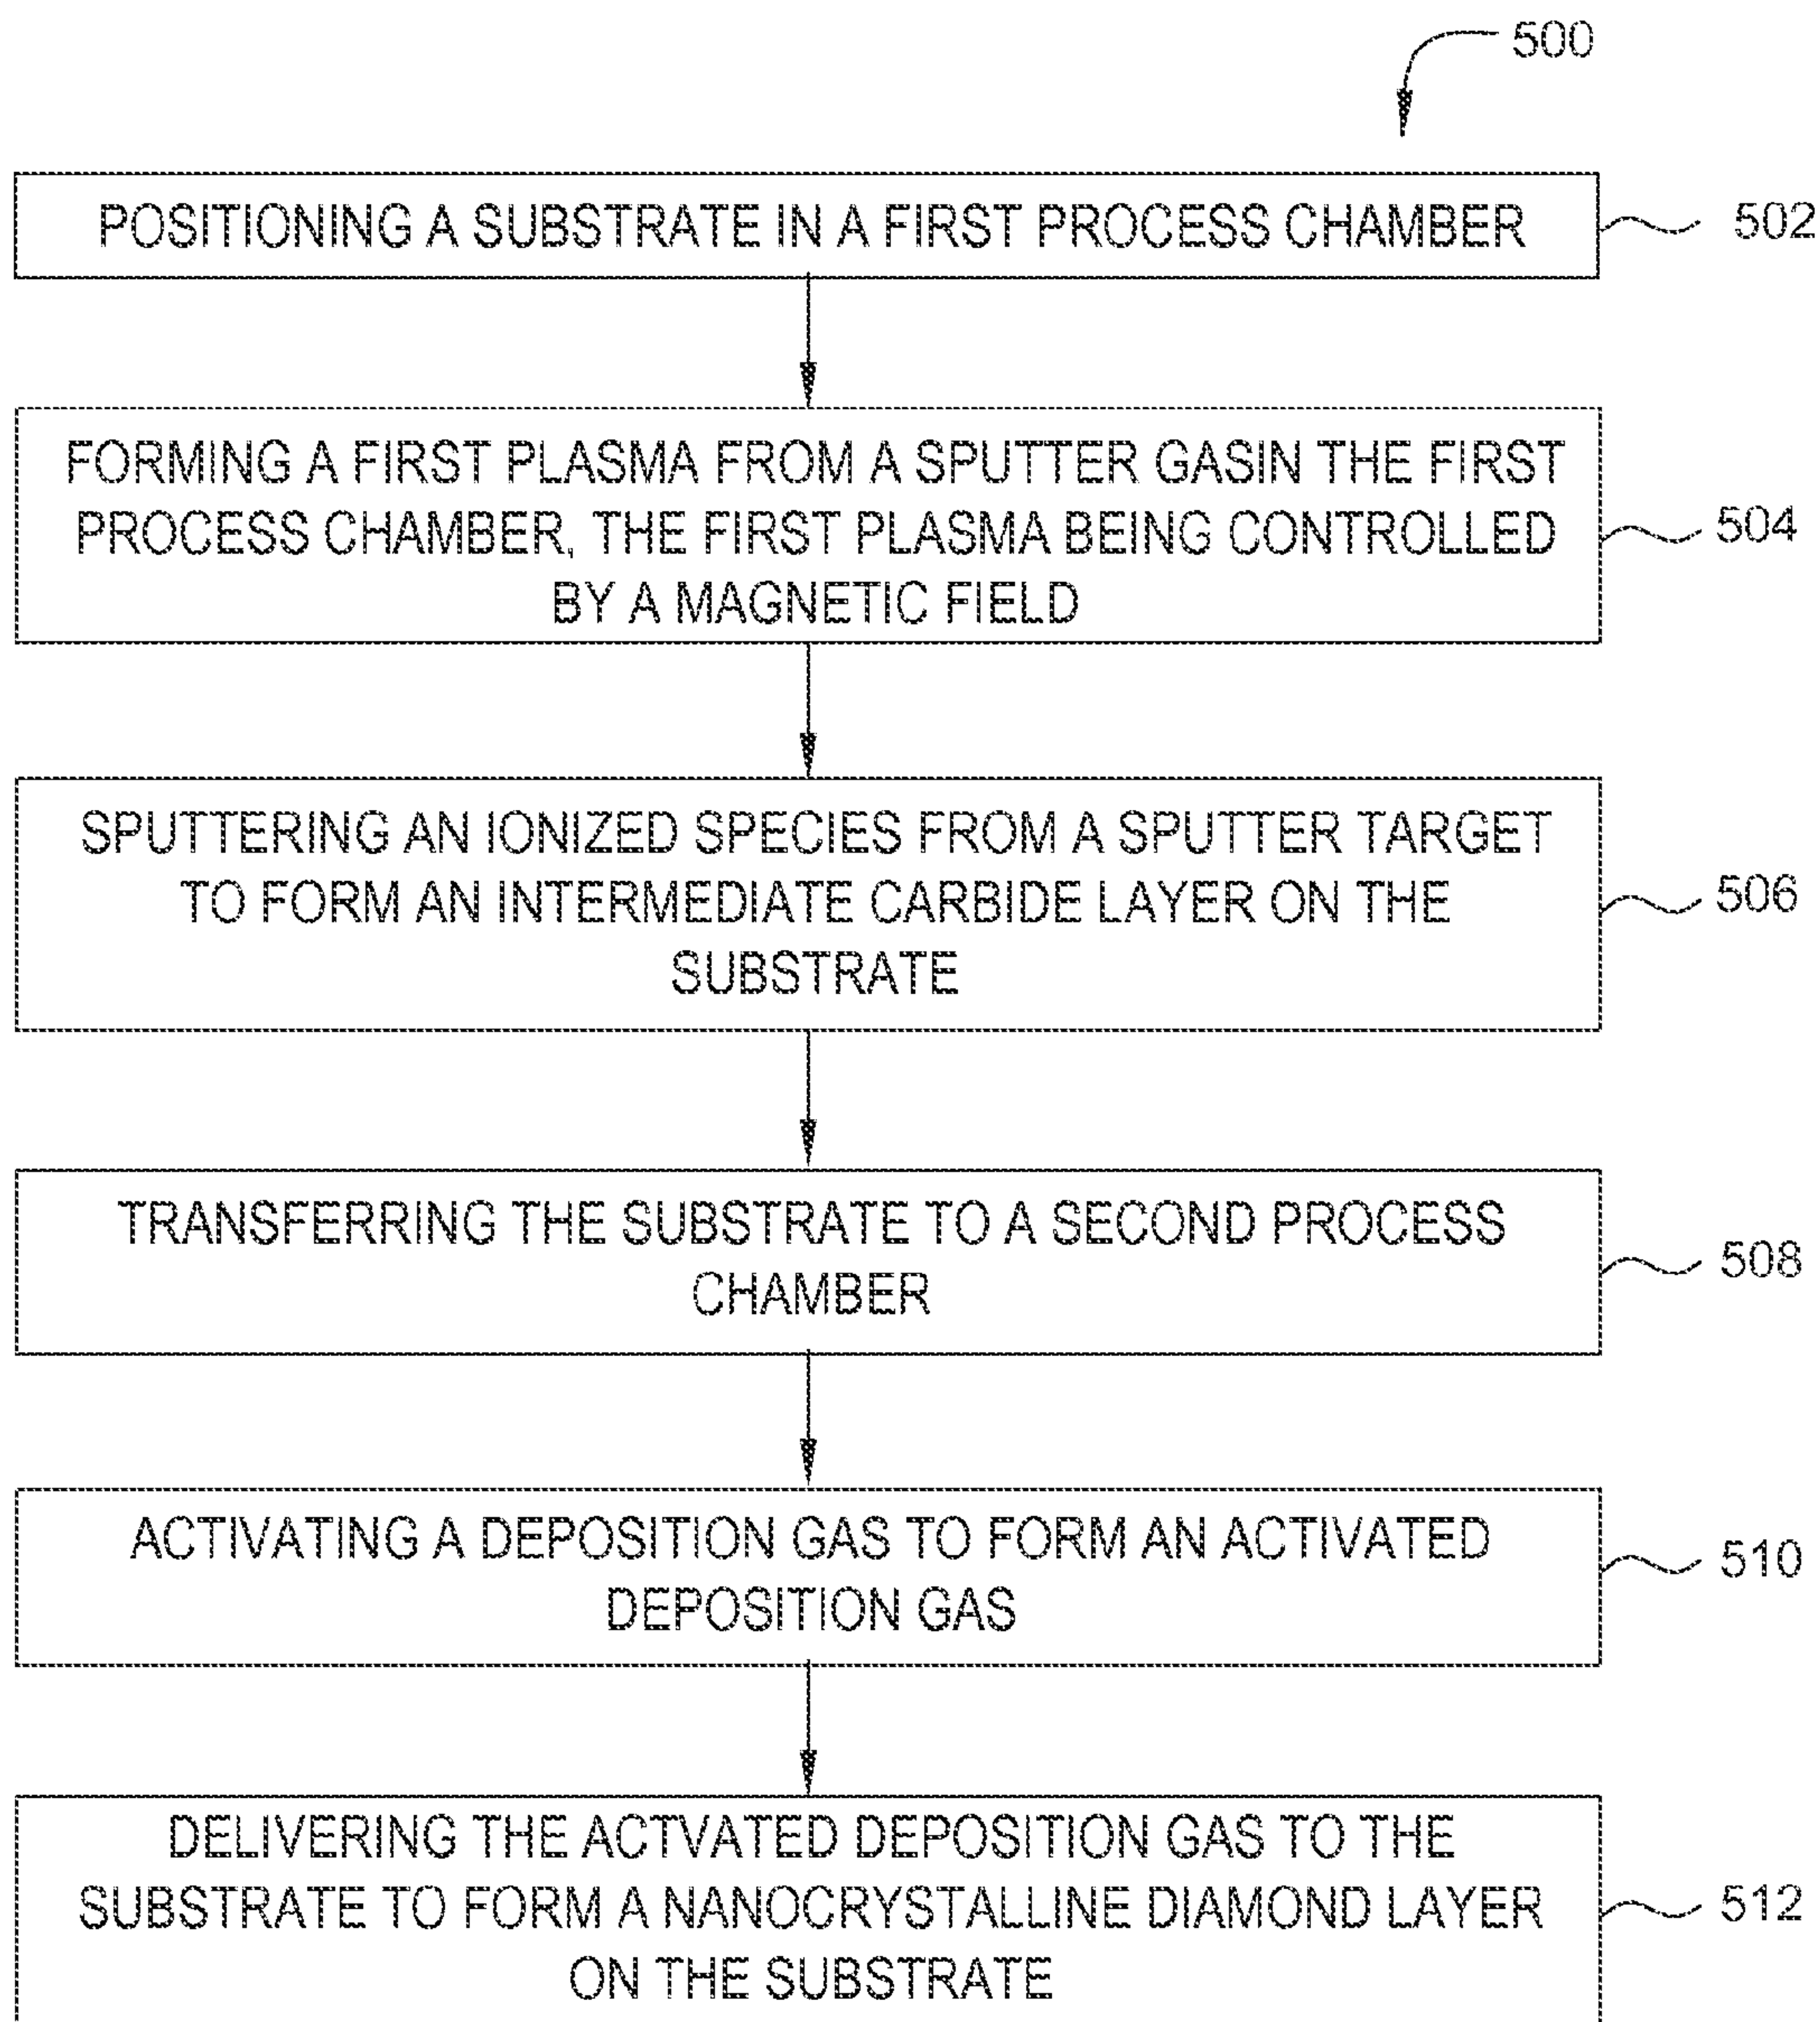 500
POSITIONING A SUBSTRATE IN A FIRST PROCESS CHAMBER
502
FORMING A FIRST PLASMA FROM A SPUTTER GASIN THE FIRST
PROCESS CHAMBER, THE FIRST PLASMA BEING CONTROLLED
BY A MAGNETIC FIELD
504
SPUTTERING AN IONIZED SPECIES FROM A SPUTTER TARGET
TO FORM AN INTERMEDIATE CARBIDE LAYER ON THE
SUBSTRATE
506
TRANSFERRING THE SUBSTRATE TO A SECOND PROCESS
CHAMBER
508
ACTIVATING A DEPOSITION GAS TO FORM AN ACTIVATED
DEPOSITION GAS
510
DELIVERING THE ACTVATED DEPOSITION GAS TO THE
SUBSTRATE TO FORM A NANOCRYSTALLINE DIAMOND LAYER
ON THE SUBSTRATE
512